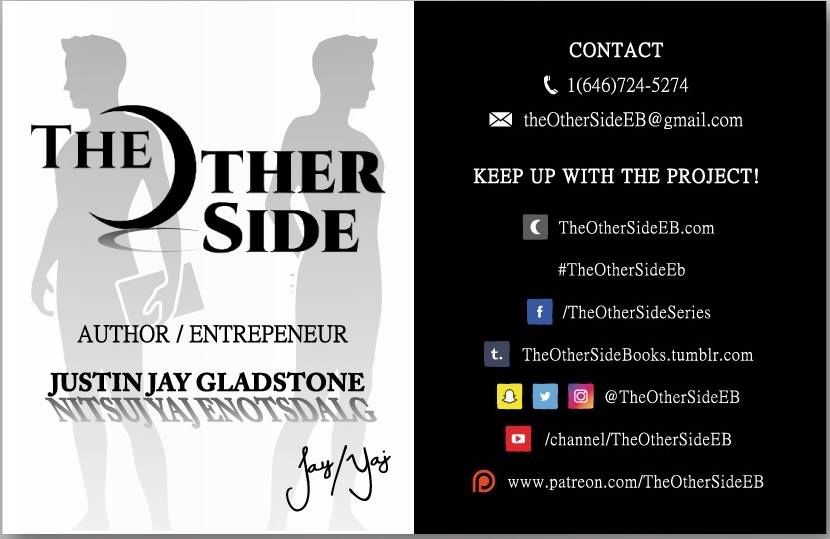 THE OTHER
SIDE
AUTHOR / ENTREPENEUR
JUSTIN JAY GLADSTONE
NITSUJ YAJ ENOTSDALG
Jay/Yaj
CONTACT
1(646)724-5274
theOtherSideEB@gmail.com
KEEP UP WITH THE PROJECT!
TheOtherSideEB.com
#TheOtherSideEb
f /TheOtherSideSeries
t. TheOtherSideBooks.tumblr.com
@TheOtherSideEB
/channel/TheOtherSideEB
www.patreon.com/TheOtherSideEB